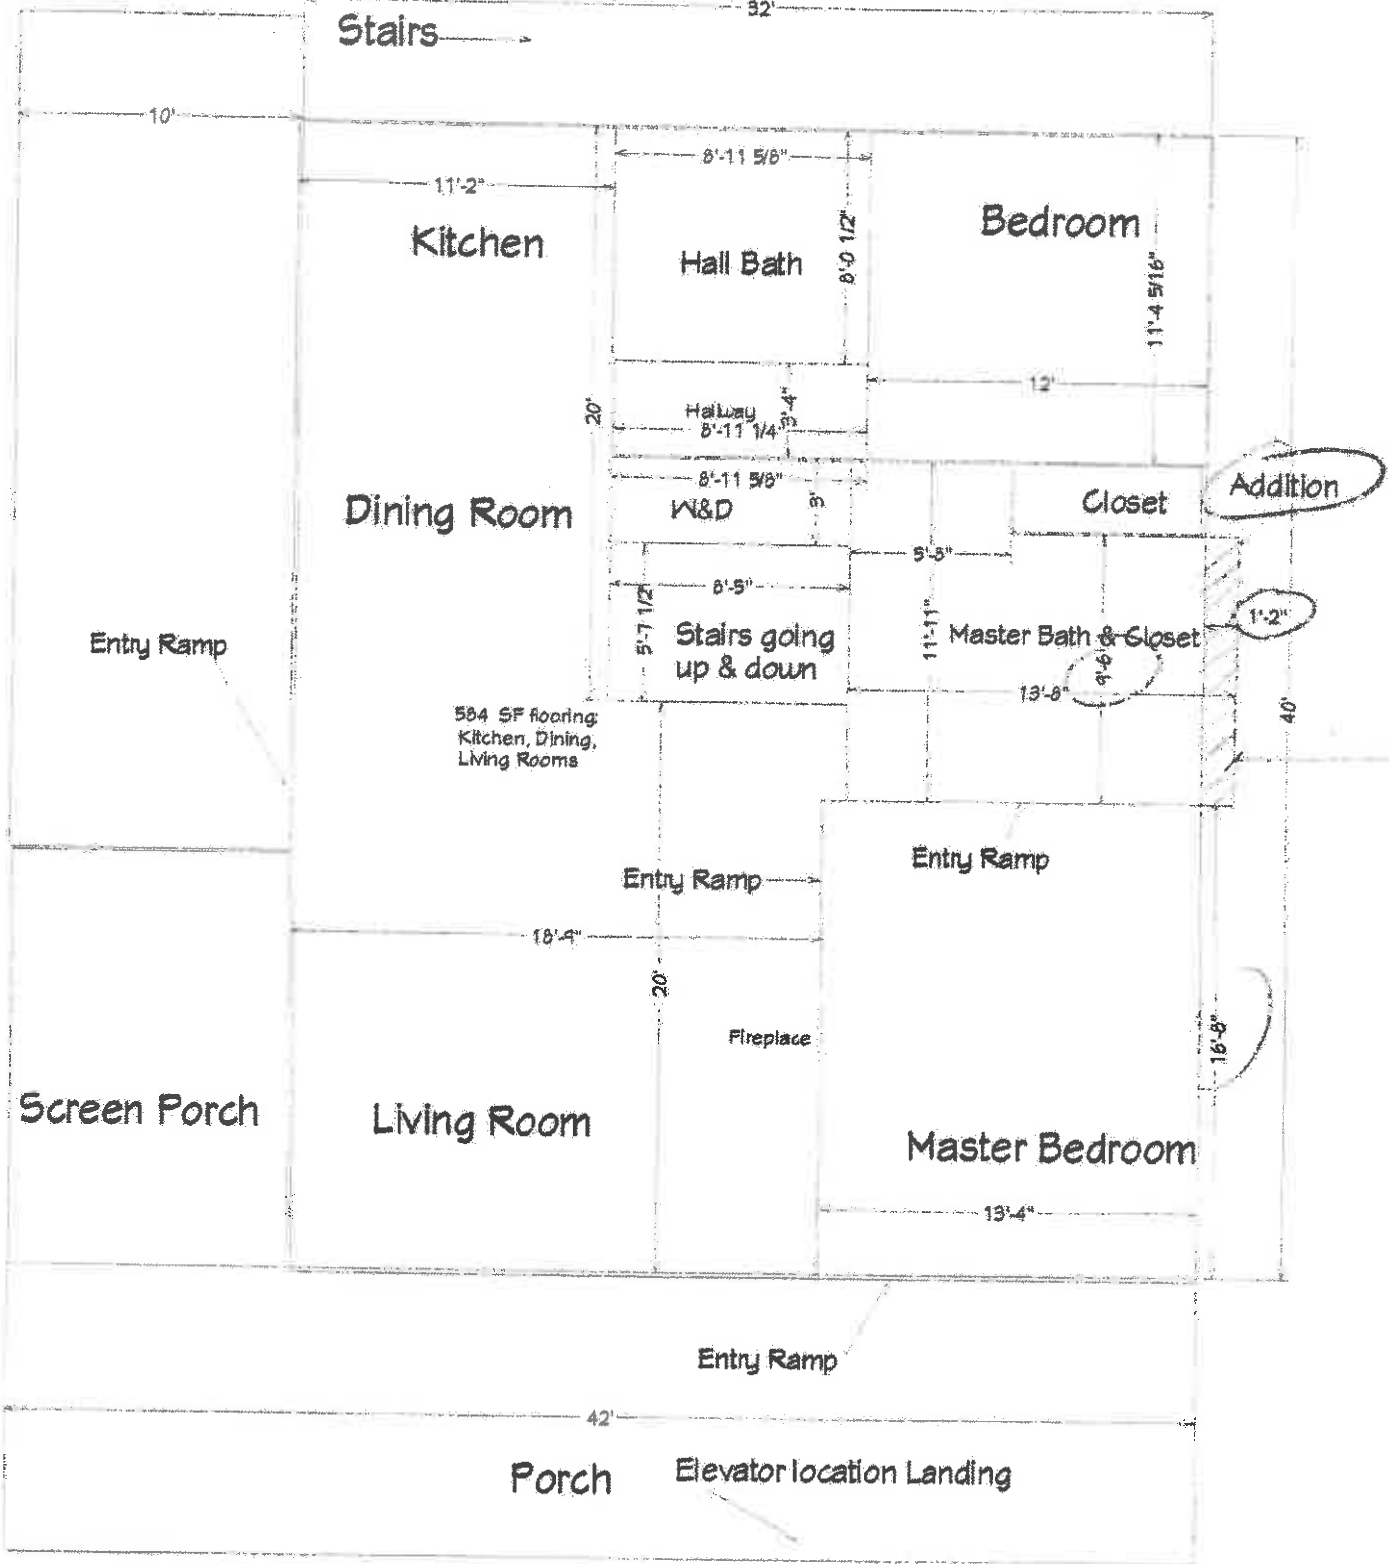 32'
Stairs
10'
8'-11 5/8"
11'-2"
Kitchen
Hall Bath
8'-0 1/2"
Bedroom
11'-4 5/16"
12'
20'
Hallway
3'-4"
8'-11 1/4"
8'-11 5/8"
W&D
3'
Closet
Addition
Dining Room
8'-5"
5'-7 1/2"
Stairs going
up & down
11'-11"
Master Bath & Closet
9'-6"
13'-8"
1'-2"
40'
Entry Ramp
584 SF flooring:
Kitchen, Dining,
Living Rooms
Entry Ramp
Entry Ramp
18'-9"
20'
Fireplace
16'-8"
Screen Porch
Living Room
Master Bedroom
13'-4"
Entry Ramp
42'
Porch
Elevator location Landing